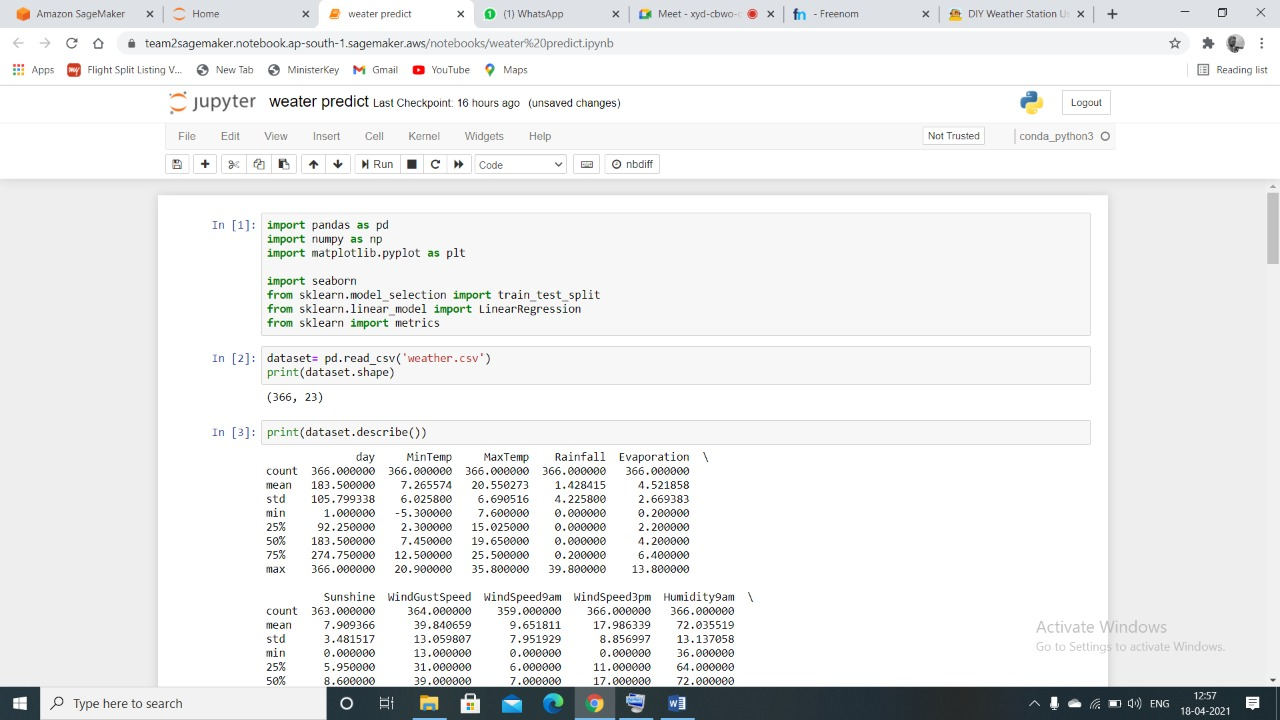 Amazon SageMaker
Home
weater predict
(1) WhatsApp
Meet - xyd-cbwo-
fn - Freenom
DIY Weather Station U
team2sagemaker.notebook.ap-south-1.sagemaker.aws/notebooks/weater%20predict.ipynb
Apps my Flight Split Listing V... New Tab MinisterKey Gmail YouTube Maps Reading list
jupyter weater predict Last Checkpoint: 16 hours ago (unsaved changes) Logout
File Edit View Insert Cell Kernel Widgets Help Not Trusted conda_python3
Run Code nbdiff
In [1]: import pandas as pd
import numpy as np
import matplotlib.pyplot as plt
import seaborn
from sklearn.model_selection import train_test_split
from sklearn.linear_model import LinearRegression
from sklearn import metrics
In [2]: dataset= pd.read_csv('weather.csv')
print(dataset.shape)
(366, 23)
In [3]: print(dataset.describe())
day MinTemp MaxTemp Rainfall Evaporation \
count 366.000000 366.000000 366.000000 366.000000 366.000000
mean 183.500000 7.265574 20.550273 1.428415 4.521858
std 105.799338 6.025800 6.690516 4.225800 2.669383
min 1.000000 -5.300000 7.600000 0.000000 0.200000
25% 92.250000 2.300000 15.025000 0.000000 2.200000
50% 183.500000 7.450000 19.650000 0.000000 4.200000
75% 274.750000 12.500000 25.500000 0.200000 6.400000
max 366.000000 20.900000 35.800000 39.800000 13.800000
Sunshine WindGustSpeed WindSpeed9am WindSpeed3pm Humidity9am \
count 363.000000 364.000000 359.000000 366.000000 366.000000
mean 7.909366 39.840659 9.651811 17.986339 72.035519
std 3.481517 13.059807 7.951929 8.856997 13.137058
min 0.000000 13.000000 0.000000 0.000000 36.000000
25% 5.950000 31.000000 6.000000 11.000000 64.000000
50% 8.600000 39.000000 7.000000 17.000000 72.000000
Activate Windows
Go to Settings to activate Windows.
Type here to search
ENG
12:57
18-04-2021